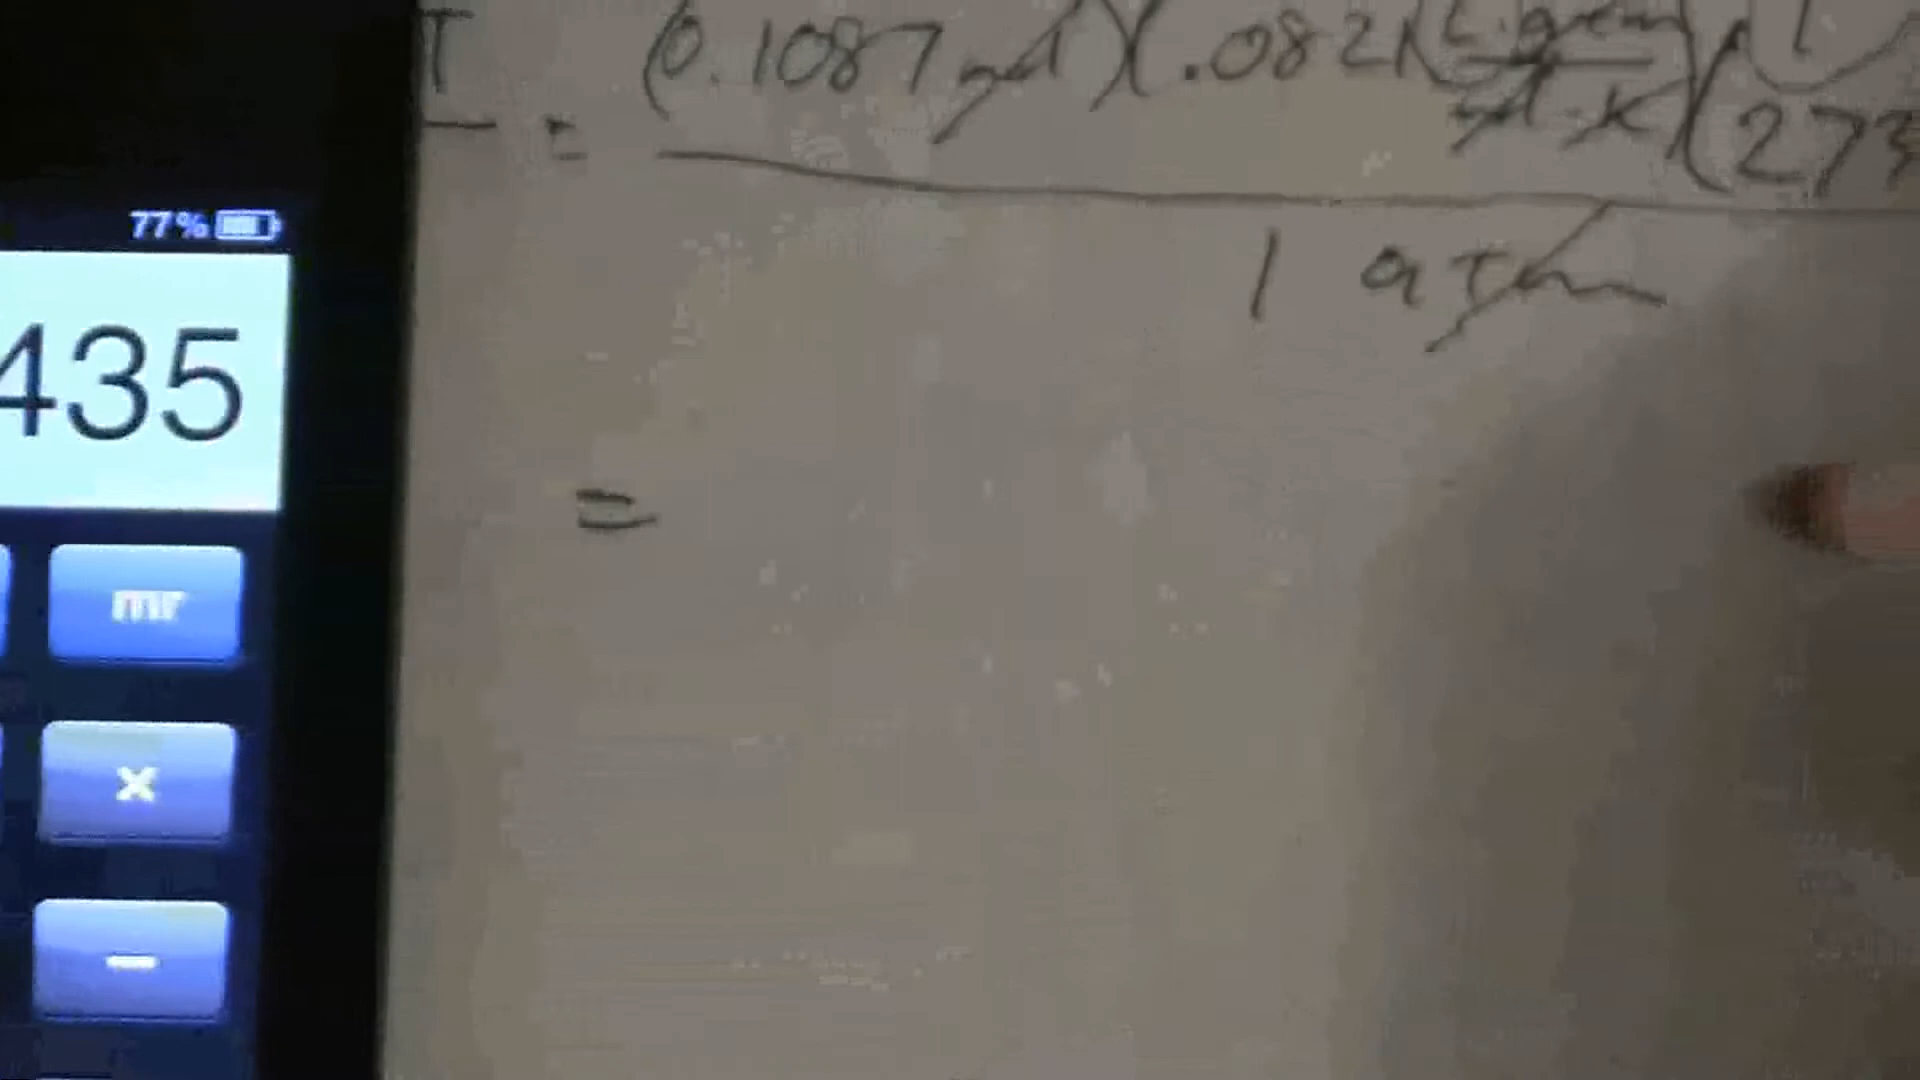 T
— = (0.1087 mol)(.0821 L·atm
mol·K)(273
1 atm
=
77%
435
mr
×
−